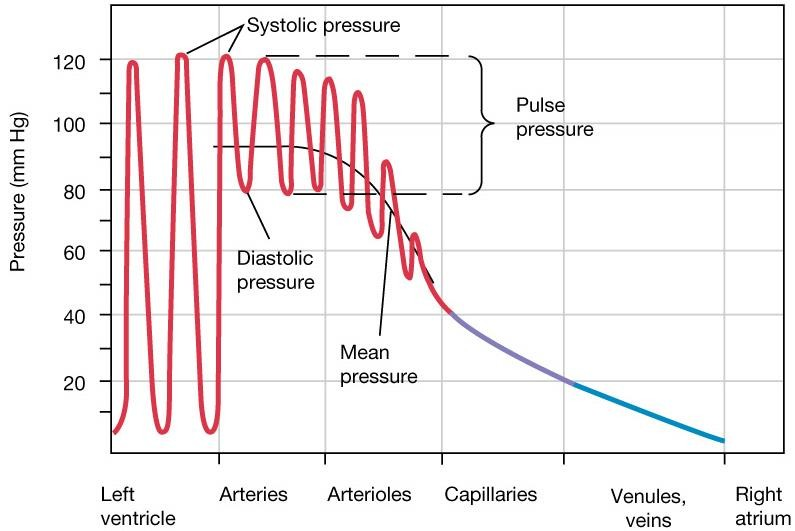 Systolic pressure
120
Pulse
pressure
100
80
Diastolic
pressure
60
40
Mean
pressure
20
Pressure (mm Hg)
Left
ventricle
Arteries
Arterioles
Capillaries
Venules,
veins
Right
atrium